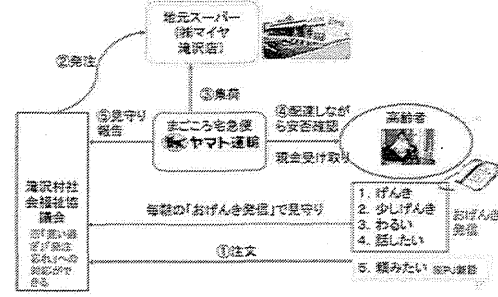 地元スーパー
(㈱マイヤ
滝沢店)
②発注
③集荷
⑤見守り
報告
まごころ宅急便
ヤマト運輸
④配達しなが
ら安否確認
現金受け取り
高齢者
滝沢村社
会福祉協
議会
毎朝の「おげんき発信」で見守り
1. げんき
2. 少しげんき
3. わるい
4. 話したい
おげんき
発信
①注文
5. 頼みたい